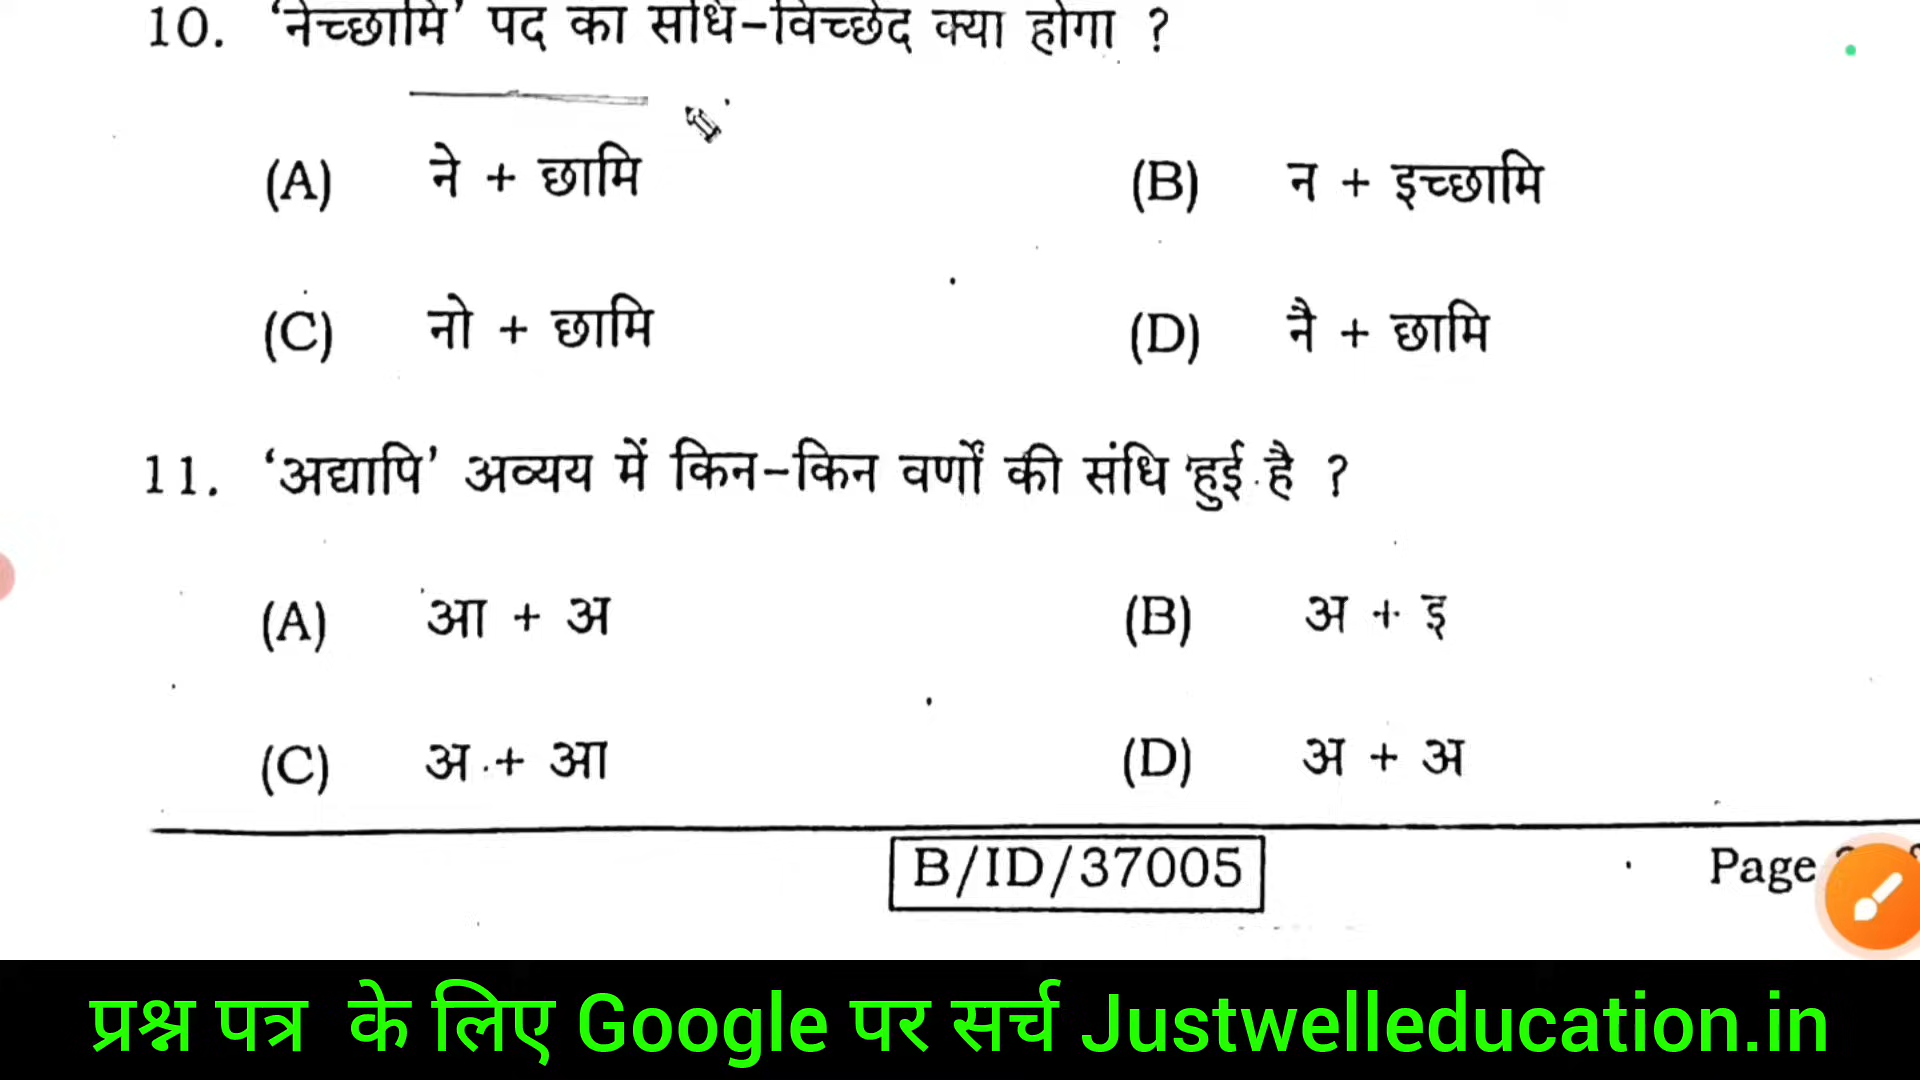 10. ‘नेच्छामि’ पद का संधि-विच्छेद क्या होगा ?
(A) ने + छामि (B) न + इच्छामि
(C) नो + छामि (D) नै + छामि
11. ‘अद्यापि’ अव्यय में किन-किन वर्णों की संधि हुई है ?
(A) आ + अ (B) अ + इ
(C) अ + आ (D) अ + अ
B/ID/37005 Page
प्रश्न पत्र के लिए Google पर सर्च Justwelleducation.in